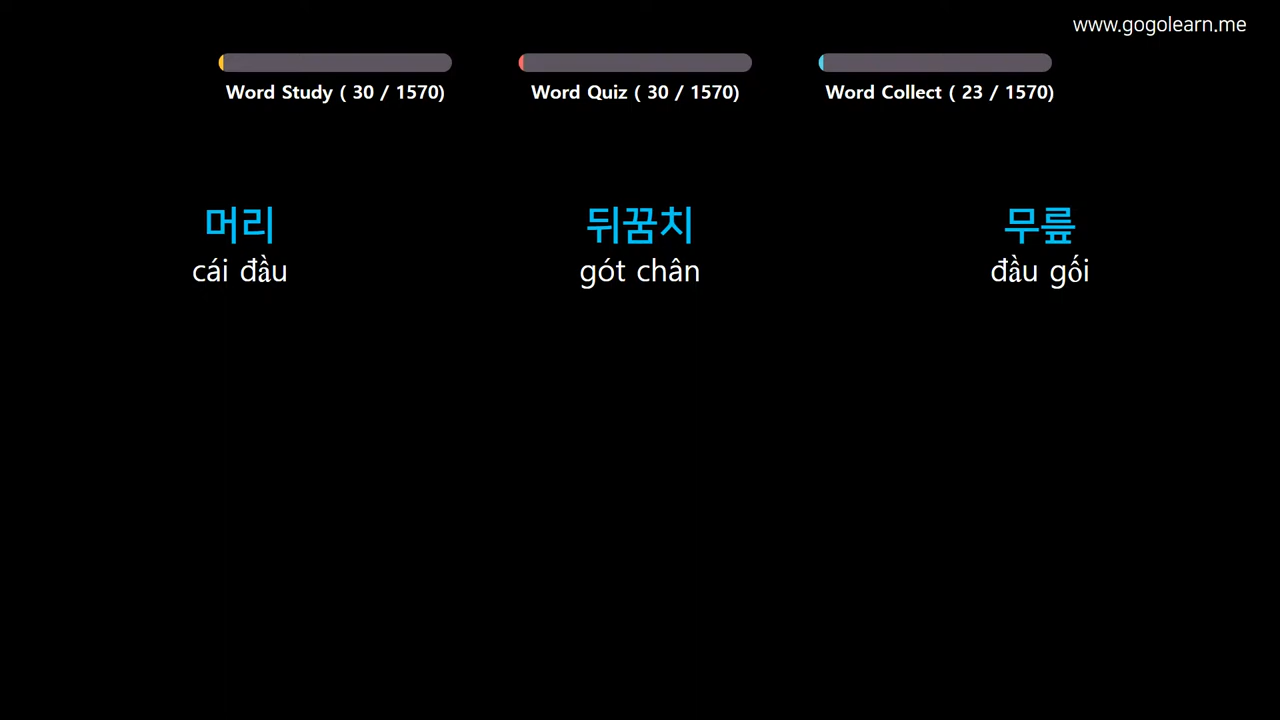 www.gogolearn.me
Word Study ( 30 / 1570)
Word Quiz ( 30 / 1570)
Word Collect ( 23 / 1570)
머리
cái đầu
뒤꿈치
gót chân
무릎
đầu gối